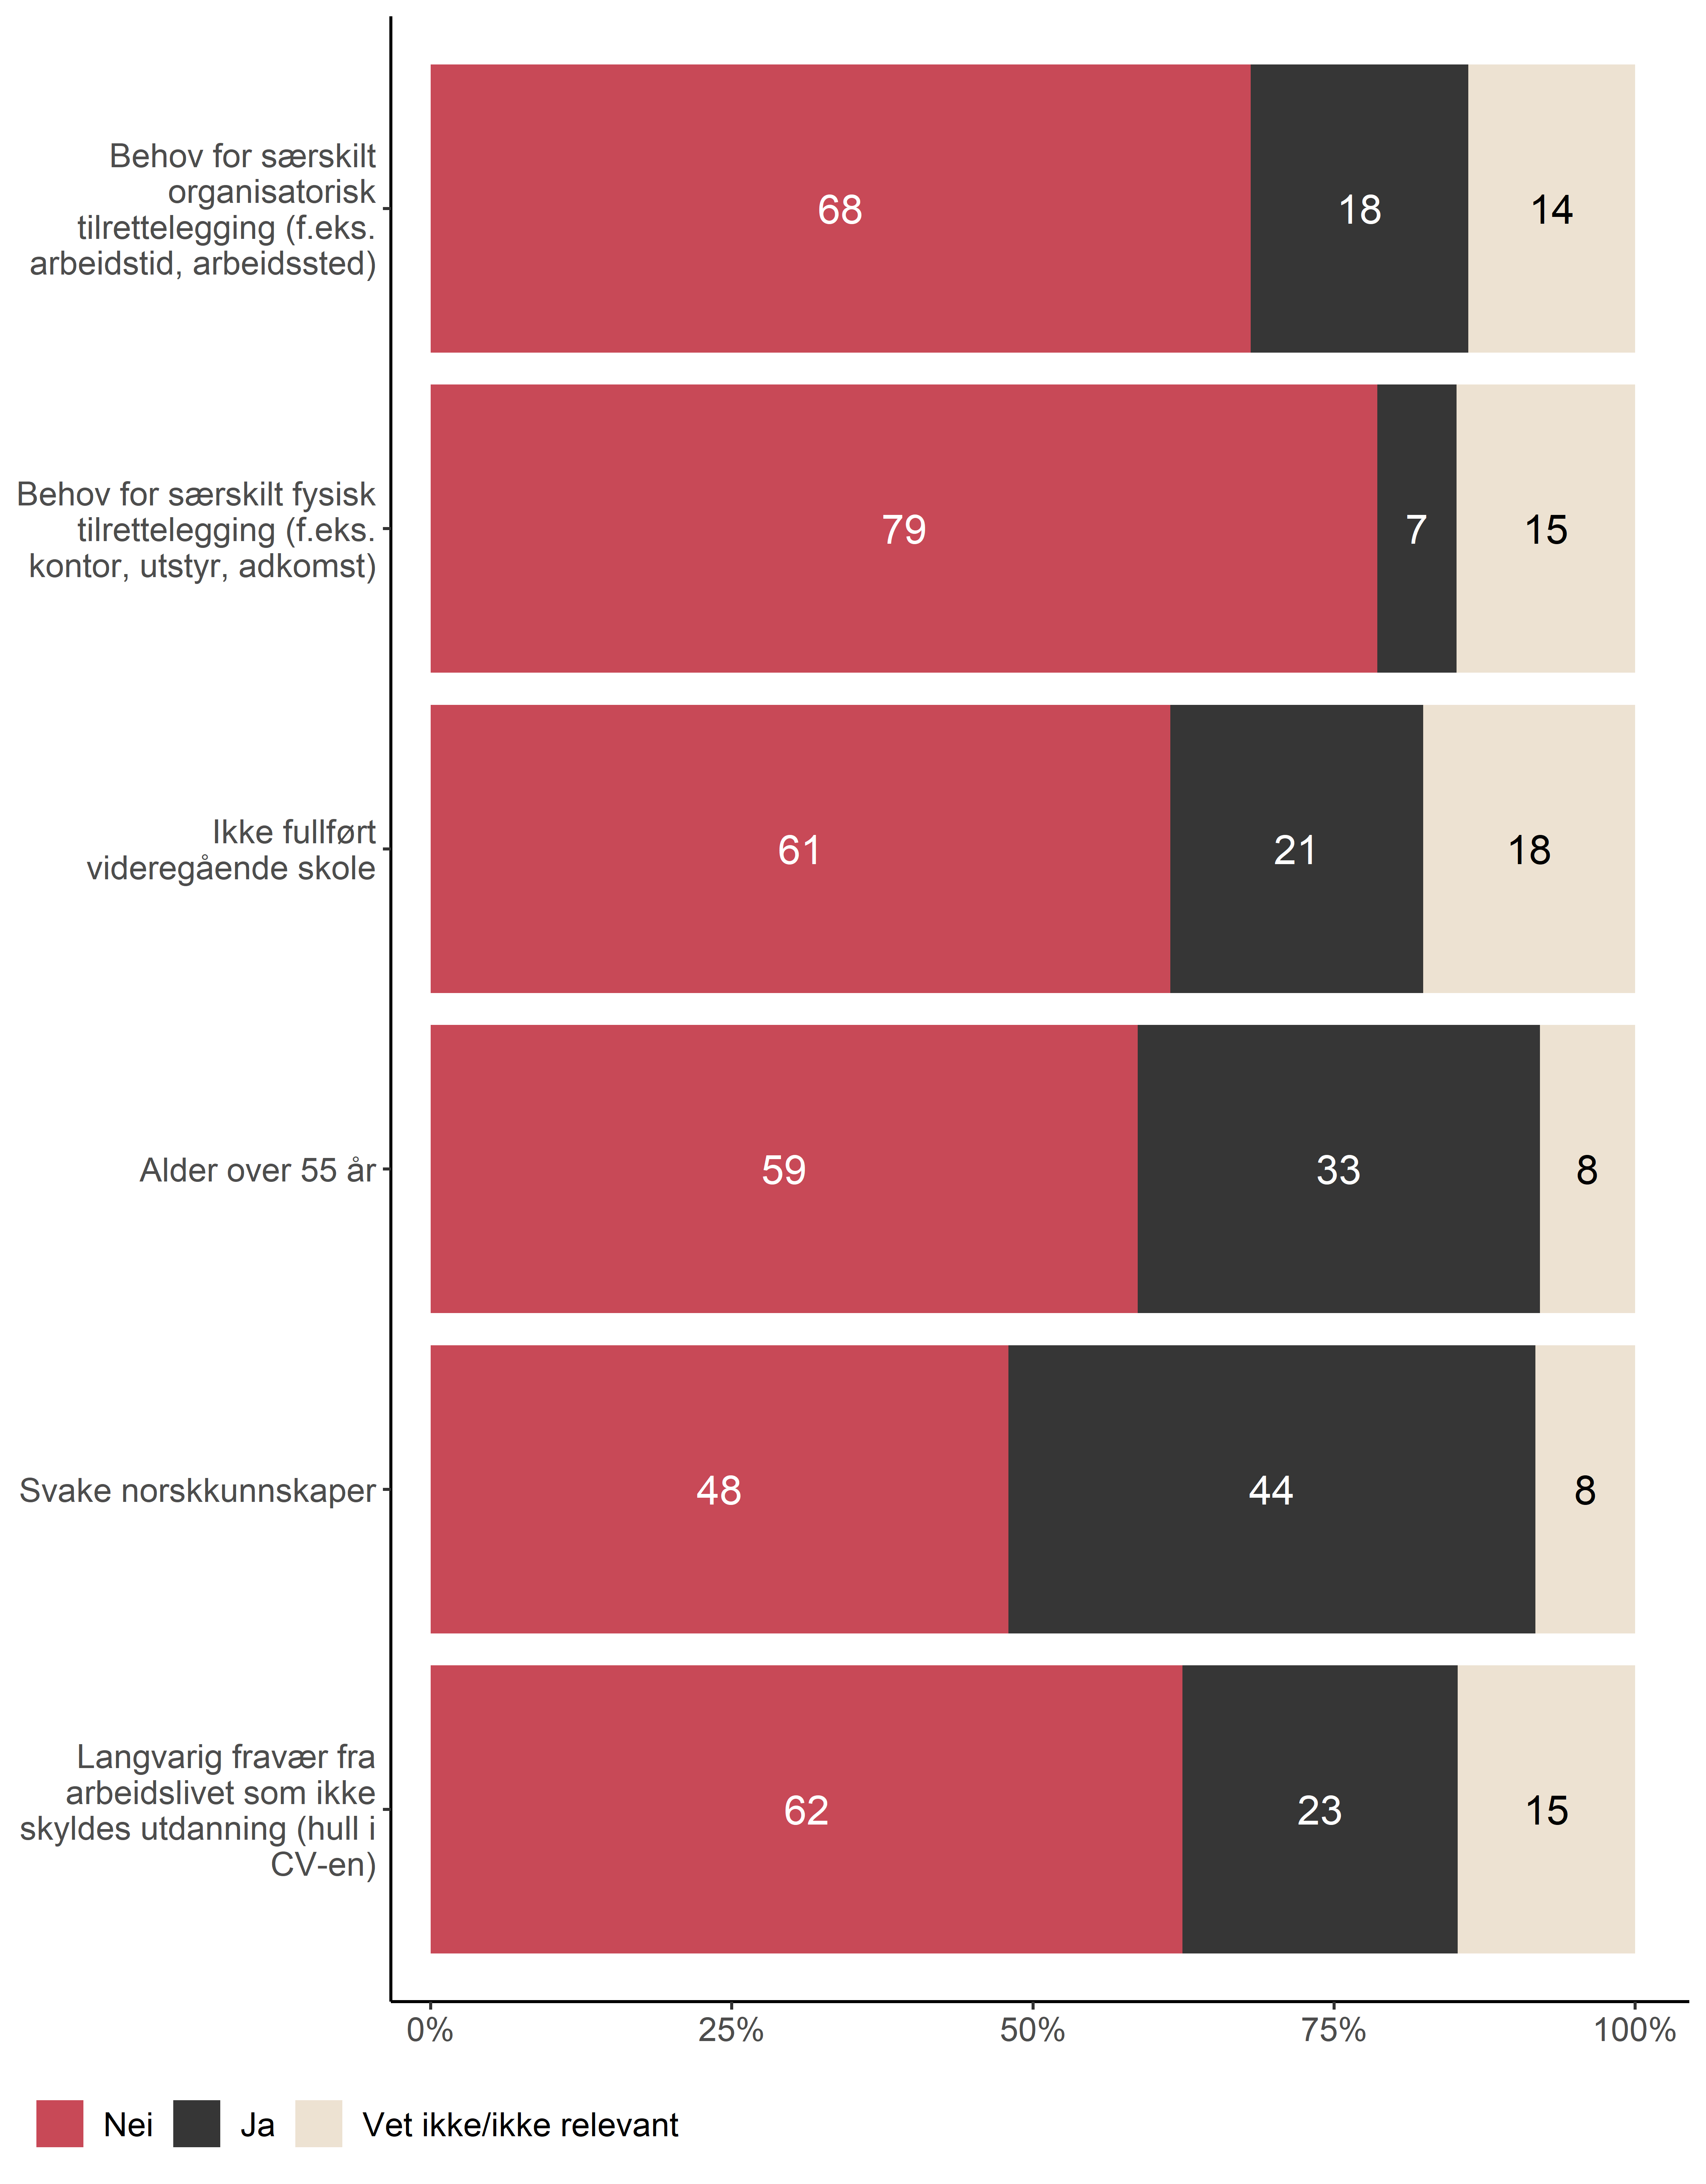 Behov for særskilt
organisatorisk
tilrettelegging (f.eks.
arbeidstid, arbeidssted)
68
18
14
Behov for særskilt fysisk
tilrettelegging (f.eks.
kontor, utstyr, adkomst)
79
7
15
Ikke fullført
videregående skole
61
21
18
Alder over 55 år
59
33
8
Svake norskkunnskaper
48
44
8
Langvarig fravær fra
arbeidslivet som ikke
skyldes utdanning (hull i
CV-en)
62
23
15
0%
25%
50%
75%
100%
Nei
Ja
Vet ikke/ikke relevant